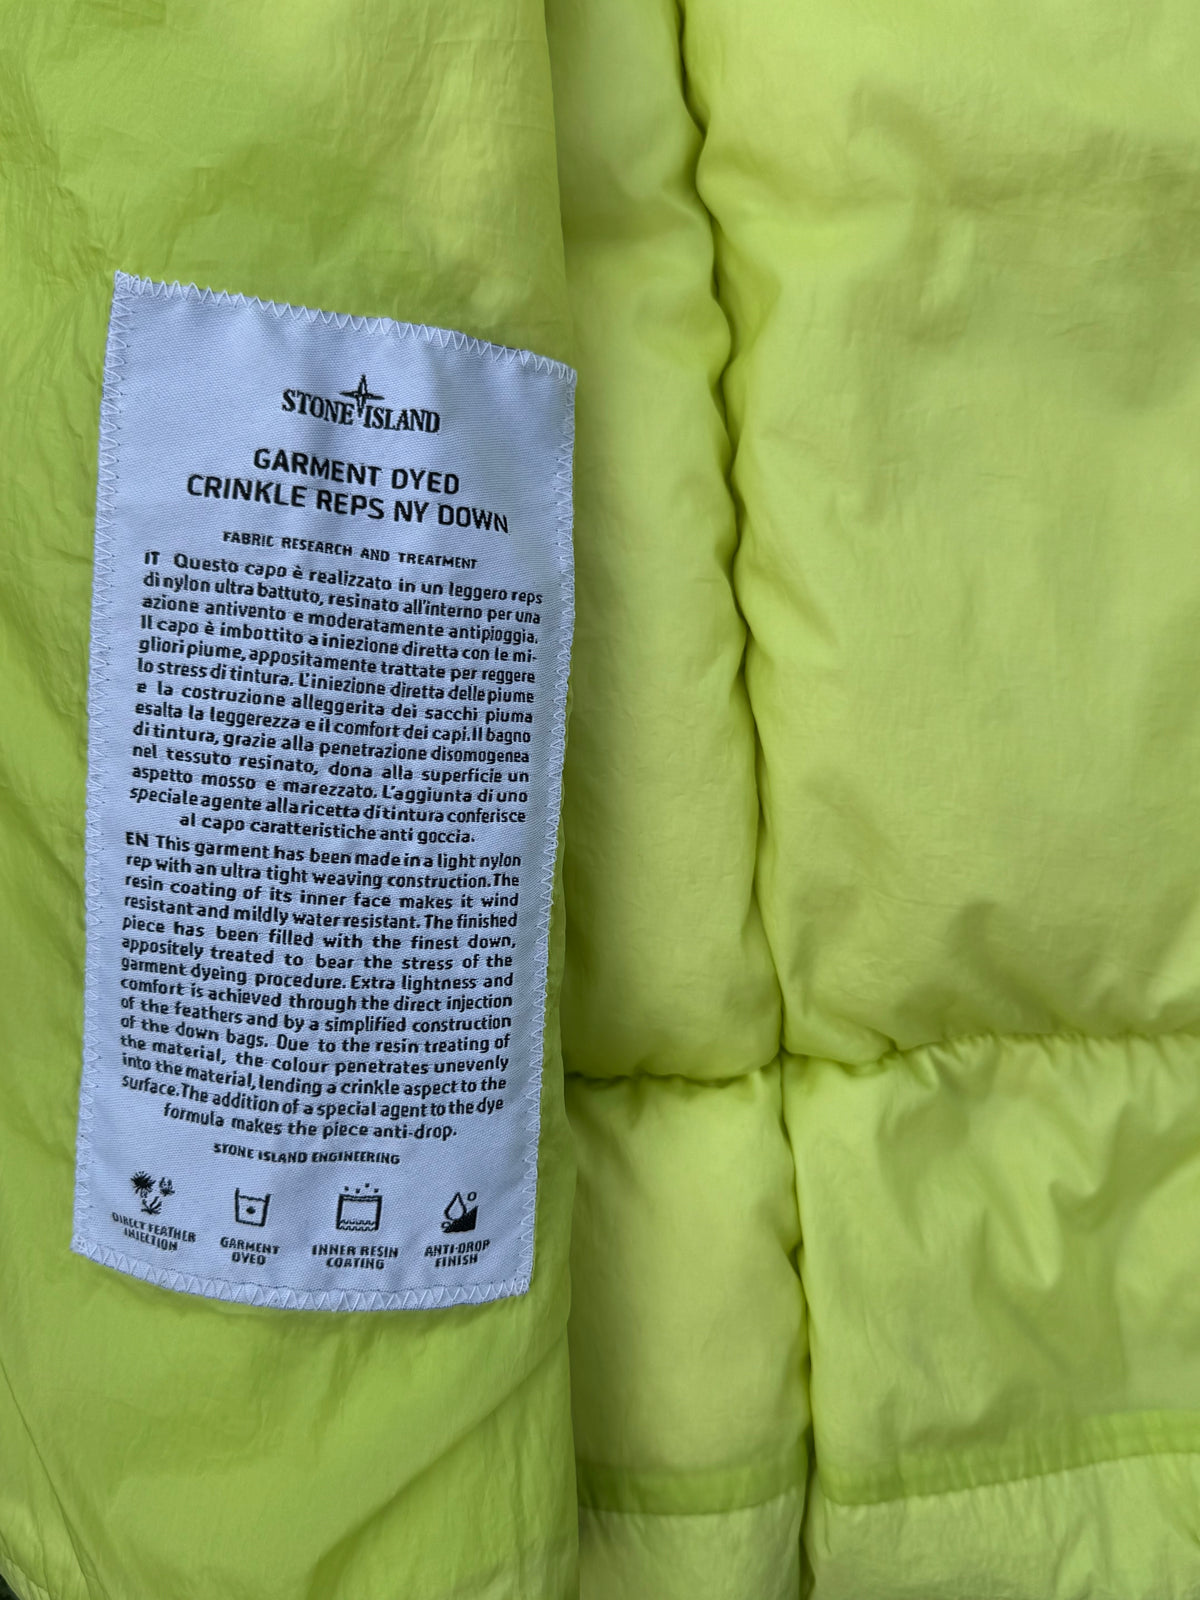 STONE ISLAND
GARMENT DYED
CRINKLE REPS NY DOWN
FABRIC RESEARCH AND TREATMENT
IT Questo capo è realizzato in un leggero reps
di nylon ultra battuto, resinato all'interno per una
azione antivento e moderatamente antipioggia.
Il capo è imbottito a iniezione diretta con le mi-
gliori piume, appositamente trattate per reggere
lo stress di tintura. L'iniezione diretta delle piume
e la costruzione alleggerita dei sacchi piuma
esalta la leggerezza e il comfort dei capi. Il bagno
di tintura, grazie alla penetrazione disomogenea
nel tessuto resinato, dona alla superficie un
aspetto mosso e marezzato. L'aggiunta di uno
speciale agente alla ricetta di tintura conferisce
al capo caratteristiche anti goccia.
EN This garment has been made in a light nylon
rep with an ultra tight weaving construction. The
resin coating of its inner face makes it wind
resistant and mildly water resistant. The finished
piece has been filled with the finest down,
appositely treated to bear the stress of the
garment dyeing procedure. Extra lightness and
comfort is achieved through the direct injection
of the feathers and by a simplified construction
of the down bags. Due to the resin treating of
the material, the colour penetrates unevenly
into the material, lending a crinkle aspect to the
surface. The addition of a special agent to the dye
formula makes the piece anti-drop.
STONE ISLAND ENGINEERING
DIRECT FEATHER
INJECTION
GARMENT
DYED
INNER RESIN
COATING
ANTI-DROP
FINISH